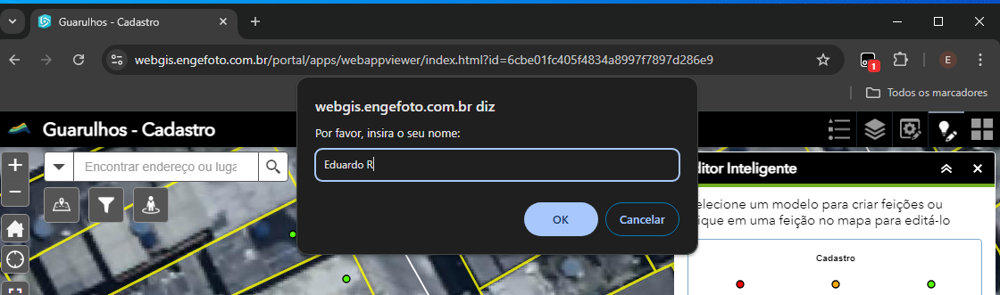 Guarulhos - Cadastro
webgis.engefoto.com.br/portal/apps/webappviewer/index.html?id=6cbe01fc405f4834a8997f7897d286e9
1
E
Todos os marcadores
webgis.engefoto.com.br diz
Por favor, insira o seu nome:
Eduardo R
OK
Cancelar
Guarulhos - Cadastro
Encontrar endereço ou luga
ditor Inteligente
elecione um modelo para criar feições ou
ique em uma feição no mapa para editá-lo
Cadastro